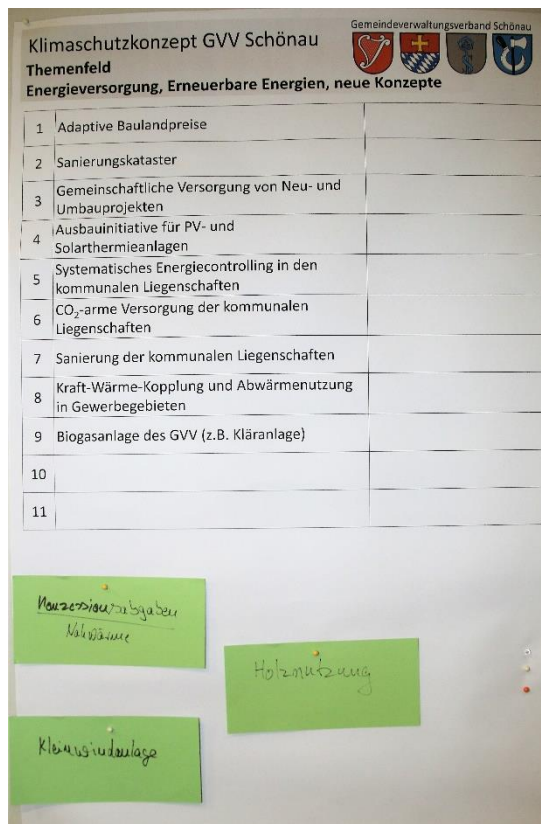 Gemeindeverwaltungsverband Schönau
Klimaschutzkonzept GVV Schönau
Themenfeld
Energieversorgung, Erneuerbare Energien, neue Konzepte
1 Adaptive Baulandpreise
2 Sanierungskataster
3 Gemeinschaftliche Versorgung von Neu- und
Umbauprojekten
4 Ausbauinitiative für PV- und
Solarthermieanlagen
5 Systematisches Energiecontrolling in den
kommunalen Liegenschaften
6 CO₂-arme Versorgung der kommunalen
Liegenschaften
7 Sanierung der kommunalen Liegenschaften
8 Kraft-Wärme-Kopplung und Abwärmenutzung
in Gewerbegebieten
9 Biogasanlage des GVV (z.B. Kläranlage)
10
11
Konzessionsabgaben
Nahwärme
Holznutzung
Kleinwindanlage